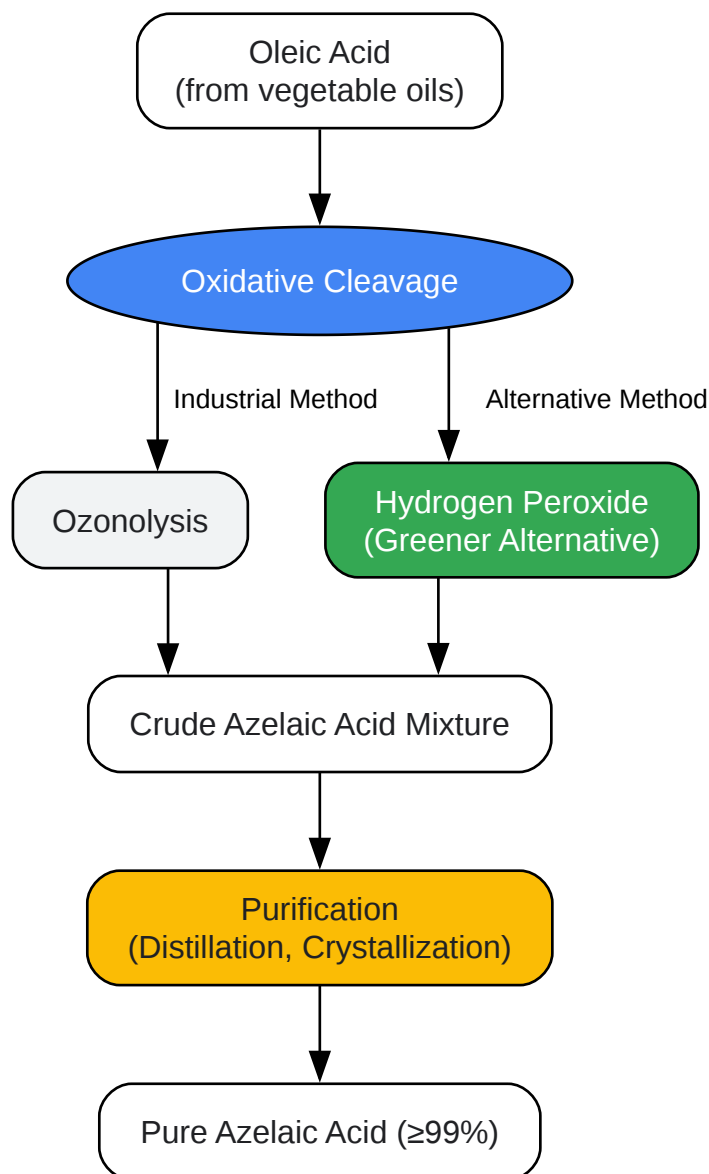 Oleic Acid
(from vegetable oils)
Oxidative Cleavage
Industrial Method
Alternative Method
Ozonolysis
Hydrogen Peroxide
(Greener Alternative)
Crude Azelaic Acid Mixture
Purification
(Distillation, Crystallization)
Pure Azelaic Acid (≥99%)